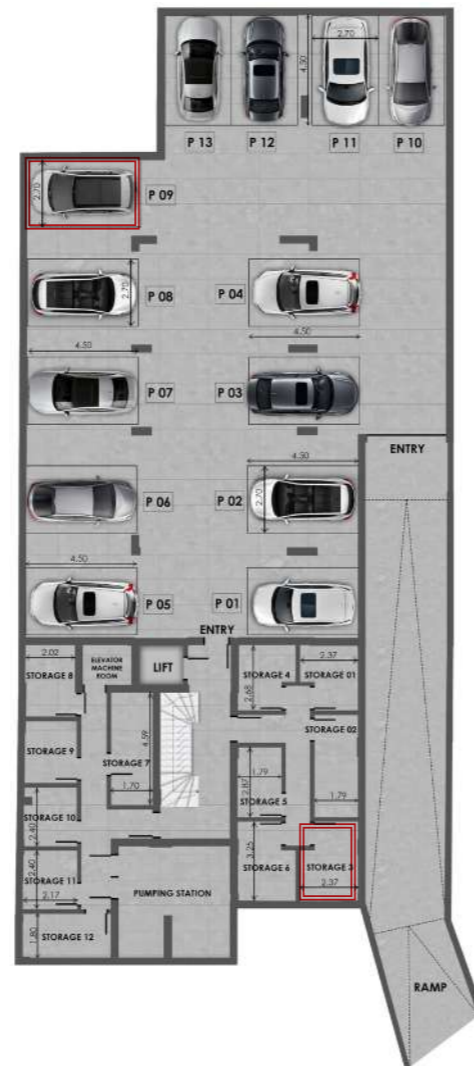 4.50
2.70
P 13
P 12
P 11
P 10
2.70
P 09
P 08
2.70
P 04
4.50
4.50
P 07
P 03
4.50
P 06
P 02
2.70
4.50
P 05
P 01
ENTRY
ENTRY
2.02
STORAGE 8
ELEVATOR
MACHINE
ROOM
LIFT
STORAGE 4
2.65
2.37
STORAGE 01
STORAGE 02
STORAGE 9
STORAGE 7
4.59
1.70
1.79
2.87
STORAGE 5
1.79
STORAGE 10
2.40
3.25
STORAGE 6
STORAGE 3
2.37
2.40
STORAGE 11
2.17
PUMPING STATION
1.80
STORAGE 12
RAMP